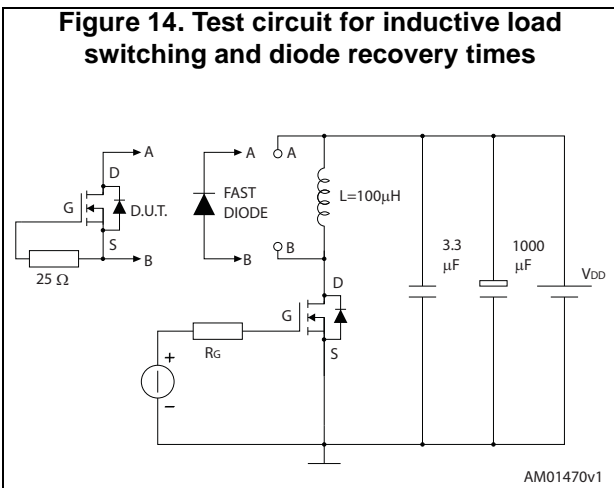 Figure 14. Test circuit for inductive load
switching and diode recovery times
A
D
G
D.U.T.
S
B
25 Ω
A
FAST
DIODE
B
A
L=100μH
B
D
G
S
RG
+
−
3.3
μF
1000
μF
VDD
AM01470v1